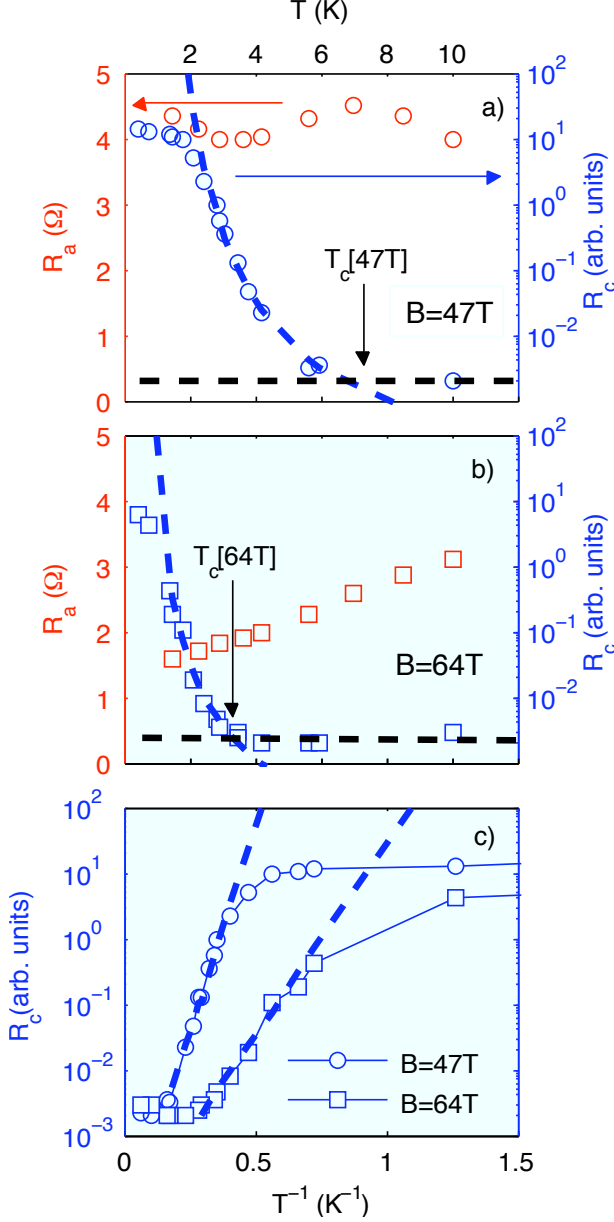 T (K)
2 4 6 8 10
5
4
3
2
1
0
R_a (Ω)
a)
T_c[47T]
B=47T
10^2
10^1
10^0
10^-1
10^-2
R_c (arb. units)
5
4
3
2
1
0
R_a (Ω)
b)
T_c[64T]
B=64T
10^2
10^1
10^0
10^-1
10^-2
R_c (arb. units)
10^2
10^1
10^0
10^-1
10^-2
10^-3
R_c(arb. units)
c)
B=47T
B=64T
0 0.5 1 1.5
T^-1 (K^-1)